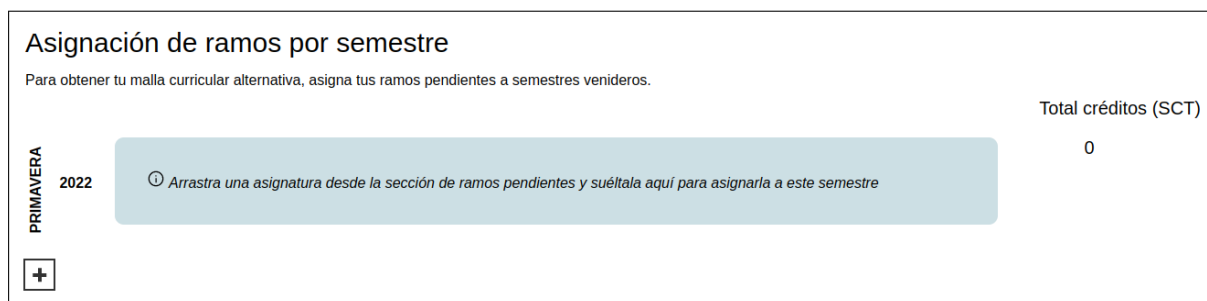 Asignación de ramos por semestre
Para obtener tu malla curricular alternativa, asigna tus ramos pendientes a semestres venideros.
Total créditos (SCT)
0
PRIMAVERA
2022
Arrastra una asignatura desde la sección de ramos pendientes y suéltala aquí para asignarla a este semestre
+